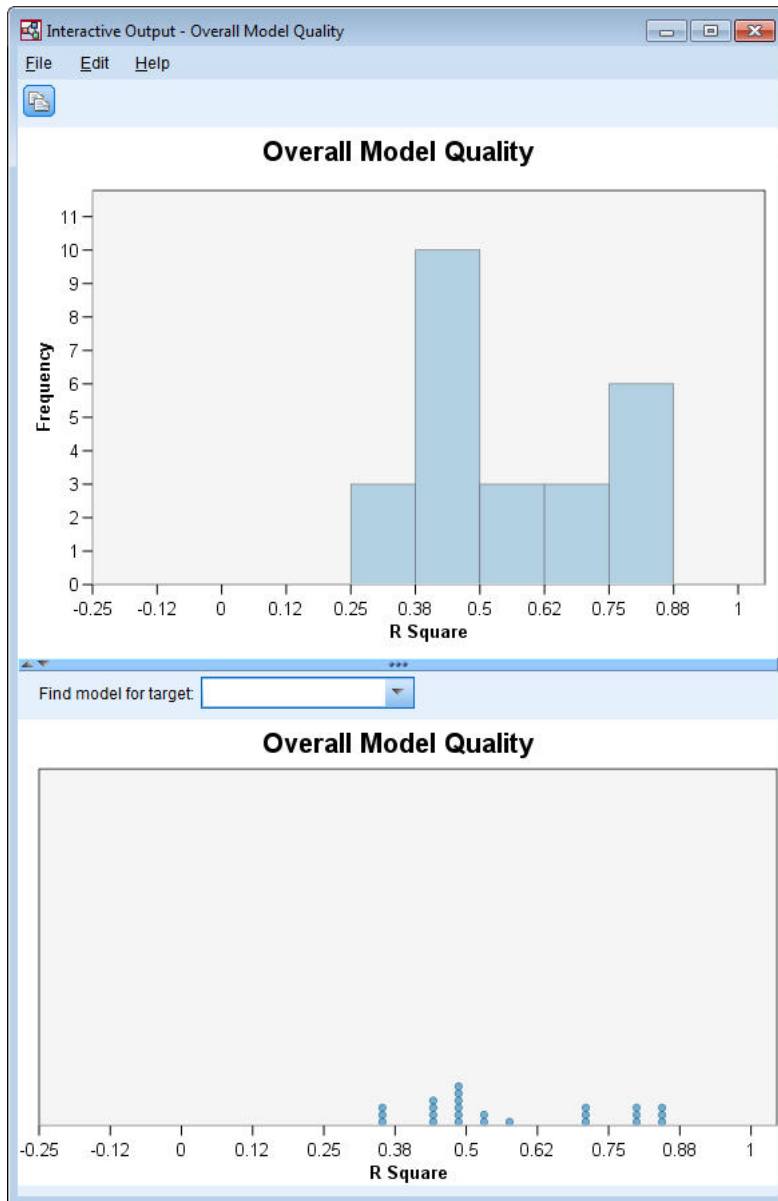 Interactive Output - Overall Model Quality
File Edit Help
Overall Model Quality
11
10
9
8
7
6
5
4
3
2
1
0
Frequency
-0.25 -0.12 0 0.12 0.25 0.38 0.5 0.62 0.75 0.88 1
R Square
Find model for target:
Overall Model Quality
-0.25 -0.12 0 0.12 0.25 0.38 0.5 0.62 0.75 0.88 1
R Square